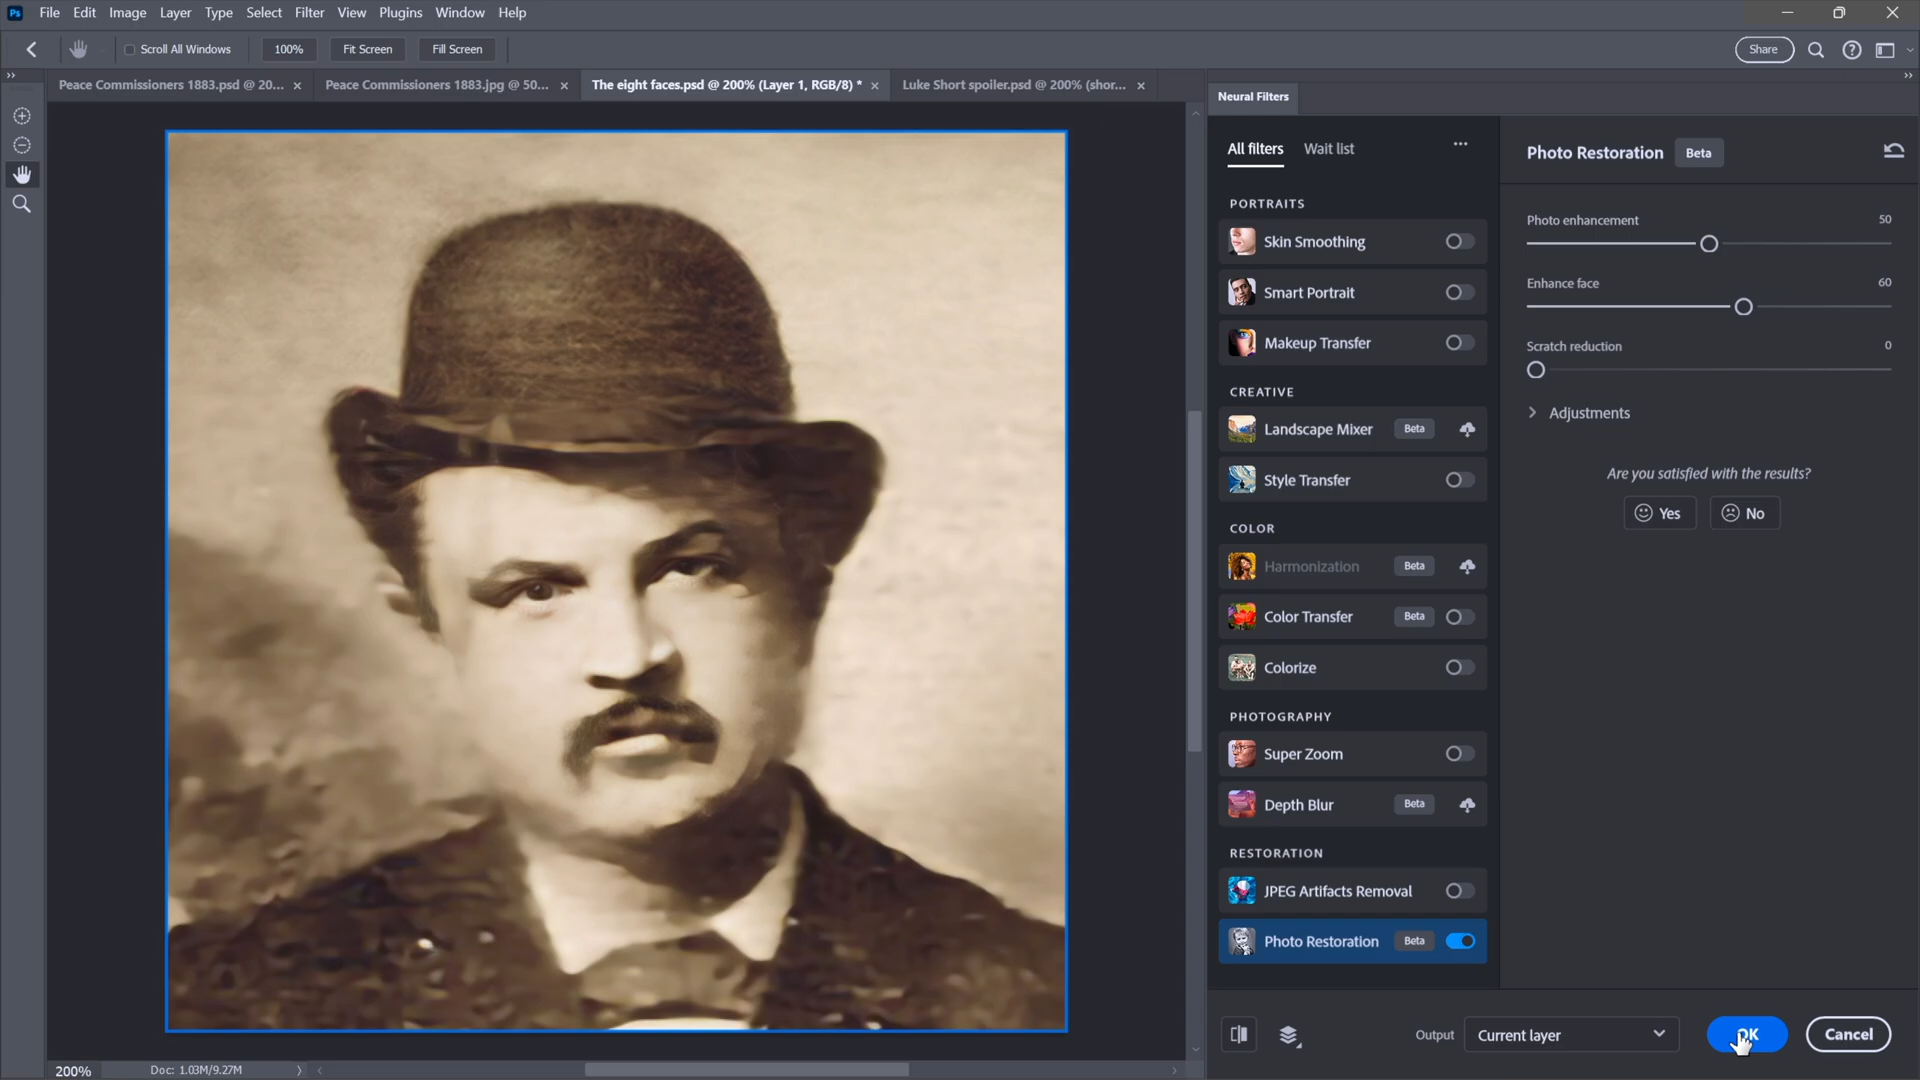 Ps File Edit Image Layer Type Select Filter View Plugins Window Help
Scroll All Windows 100% Fit Screen Fill Screen Share
Peace Commissioners 1883.psd @ 20... × Peace Commissioners 1883.jpg @ 50... × The eight faces.psd @ 200% (Layer 1, RGB/8) * × Luke Short spoiler.psd @ 200% (shor... ×
Neural Filters
All filters Wait list ...
PORTRAITS
Skin Smoothing
Smart Portrait
Makeup Transfer
CREATIVE
Landscape Mixer Beta
Style Transfer
COLOR
Harmonization Beta
Color Transfer Beta
Colorize
PHOTOGRAPHY
Super Zoom
Depth Blur Beta
RESTORATION
JPEG Artifacts Removal
Photo Restoration Beta
Photo Restoration Beta
Photo enhancement 50
Enhance face 60
Scratch reduction 0
Adjustments
Are you satisfied with the results?
Yes No
Output Current layer OK Cancel
200% Doc: 1.03M/9.27M